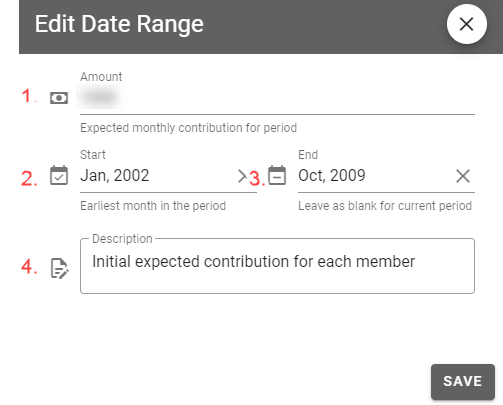 Edit Date Range
Amount
1.
Expected monthly contribution for period
Start End
2. Jan, 2002 3. Oct, 2009
Earliest month in the period Leave as blank for current period
Description
4. Initial expected contribution for each member
SAVE